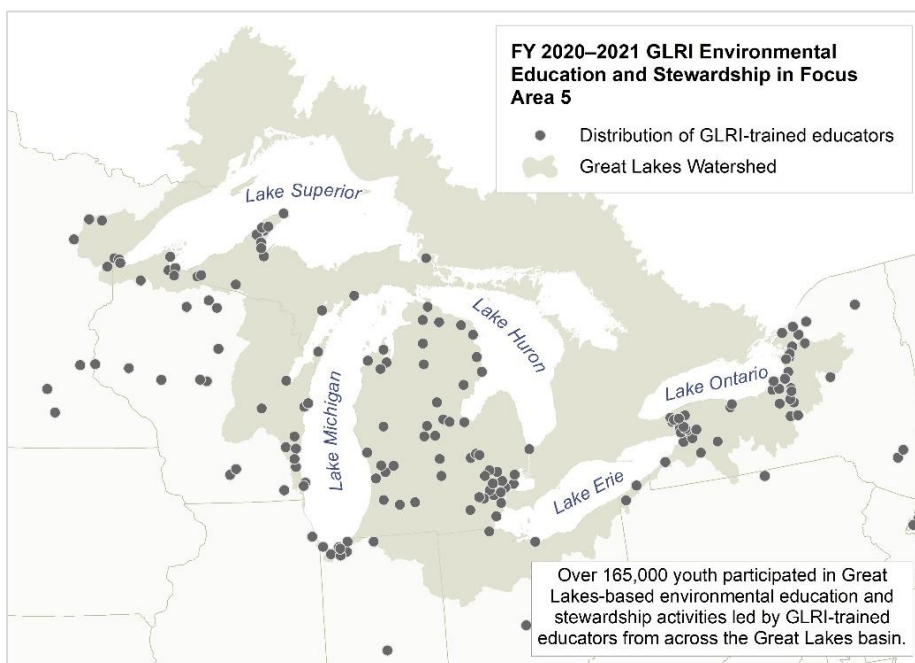 FY 2020–2021 GLRI Environmental
Education and Stewardship in Focus
Area 5
Distribution of GLRI-trained educators
Great Lakes Watershed
Lake Superior
Lake Huron
Lake Michigan
Lake Ontario
Lake Erie
Over 165,000 youth participated in Great
Lakes-based environmental education and
stewardship activities led by GLRI-trained
educators from across the Great Lakes basin.